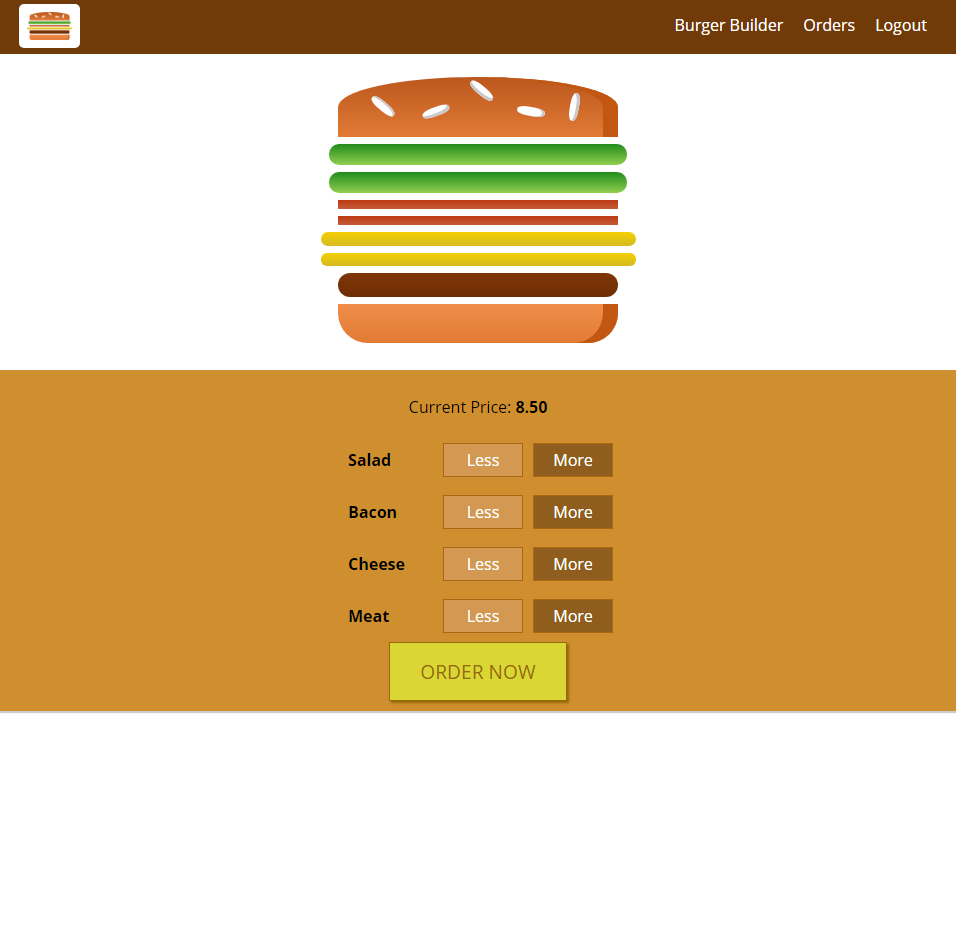 Burger Builder Orders Logout
Current Price: 8.50
Salad Less More
Bacon Less More
Cheese Less More
Meat Less More
ORDER NOW